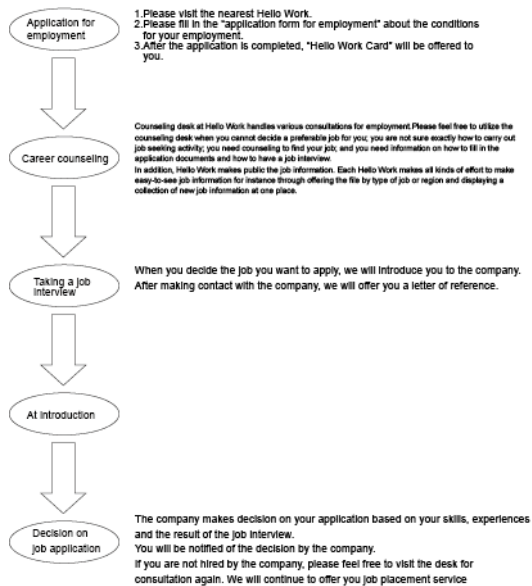 Application for
employment
1.Please visit the nearest Hello Work.
2.Please fill in the "application form for employment" about the conditions
for your employment.
3.After the application is completed, "Hello Work Card" will be offered to
you.
Career counseling
Counseling desk at Hello Work handles various consultations for employment.Please feel free to utilize the
counseling desk when you cannot decide a preferable job for you; you are not sure exactly how to carry out
job seeking activity; you need counseling to find your job; and you need information on how to fill in the
application documents and how to have a job interview.
In addition, Hello Work makes public the job information. Each Hello Work makes all kinds of effort to make
easy-to-see job information for instance through offering the file by type of job or region and displaying a
collection of new job information at one place.
Taking a job
interview
When you decide the job you want to apply, we will introduce you to the company.
After making contact with the company, we will offer you a letter of reference.
At introduction
Decision on
job application
The company makes decision on your application based on your skills, experiences
and the result of the job interview.
You will be notified of the decision by the company.
If you are not hired by the company, please feel free to visit the desk for
consultation again. We will continue to offer you job placement service